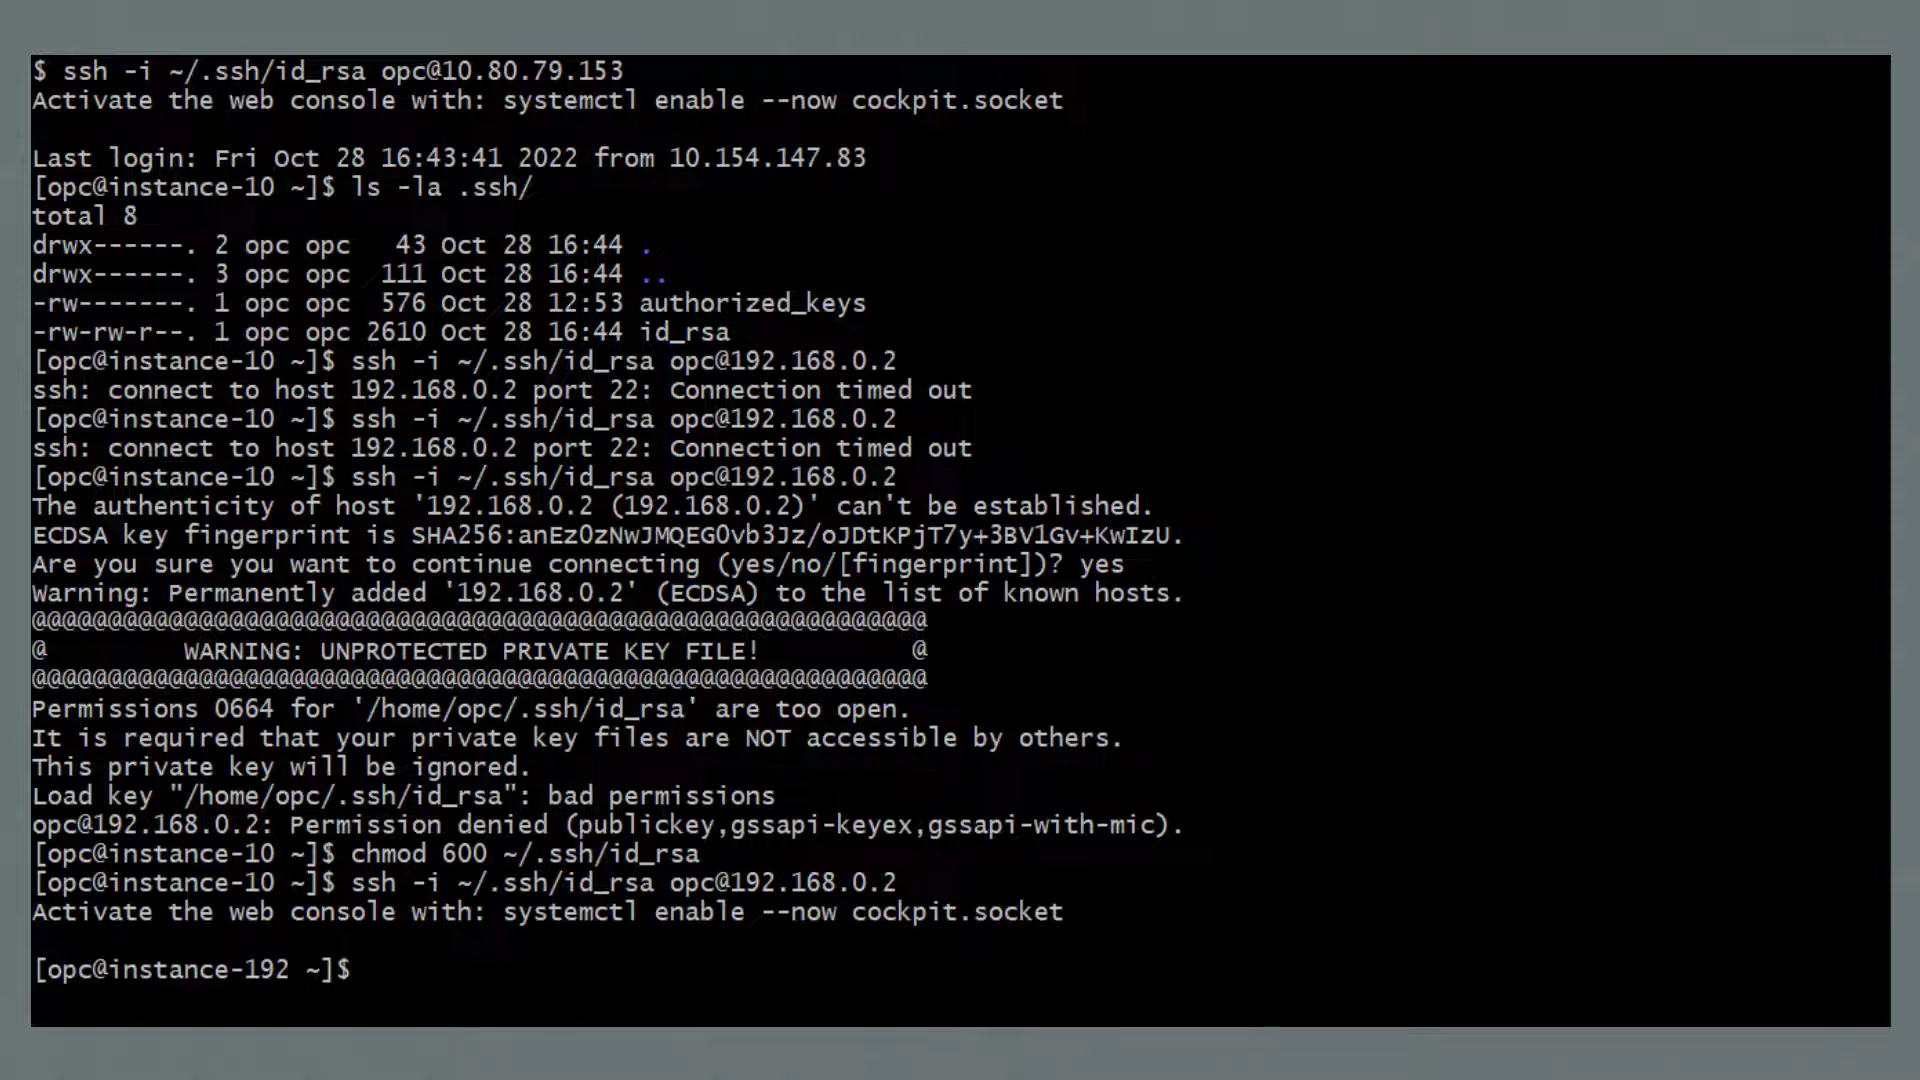 $ ssh -i ~/.ssh/id_rsa opc@10.80.79.153
Activate the web console with: systemctl enable --now cockpit.socket
Last login: Fri Oct 28 16:43:41 2022 from 10.154.147.83
[opc@instance-10 ~]$ ls -la .ssh/
total 8
drwx------. 2 opc opc   43 Oct 28 16:44 .
drwx------. 3 opc opc  111 Oct 28 16:44 ..
-rw-------. 1 opc opc  576 Oct 28 12:53 authorized_keys
-rw-rw-r--. 1 opc opc 2610 Oct 28 16:44 id_rsa
[opc@instance-10 ~]$ ssh -i ~/.ssh/id_rsa opc@192.168.0.2
ssh: connect to host 192.168.0.2 port 22: Connection timed out
[opc@instance-10 ~]$ ssh -i ~/.ssh/id_rsa opc@192.168.0.2
ssh: connect to host 192.168.0.2 port 22: Connection timed out
[opc@instance-10 ~]$ ssh -i ~/.ssh/id_rsa opc@192.168.0.2
The authenticity of host '192.168.0.2 (192.168.0.2)' can't be established.
ECDSA key fingerprint is SHA256:anEz0zNwJMQEG0vb3Jz/oJDtKPjT7y+3BV1Gv+KwIzU.
Are you sure you want to continue connecting (yes/no/[fingerprint])? yes
Warning: Permanently added '192.168.0.2' (ECDSA) to the list of known hosts.
@@@@@@@@@@@@@@@@@@@@@@@@@@@@@@@@@@@@@@@@@@@@@@@@@@@@@@@@@@@
@         WARNING: UNPROTECTED PRIVATE KEY FILE!          @
@@@@@@@@@@@@@@@@@@@@@@@@@@@@@@@@@@@@@@@@@@@@@@@@@@@@@@@@@@@
Permissions 0664 for '/home/opc/.ssh/id_rsa' are too open.
It is required that your private key files are NOT accessible by others.
This private key will be ignored.
Load key "/home/opc/.ssh/id_rsa": bad permissions
opc@192.168.0.2: Permission denied (publickey,gssapi-keyex,gssapi-with-mic).
[opc@instance-10 ~]$ chmod 600 ~/.ssh/id_rsa
[opc@instance-10 ~]$ ssh -i ~/.ssh/id_rsa opc@192.168.0.2
Activate the web console with: systemctl enable --now cockpit.socket
[opc@instance-192 ~]$